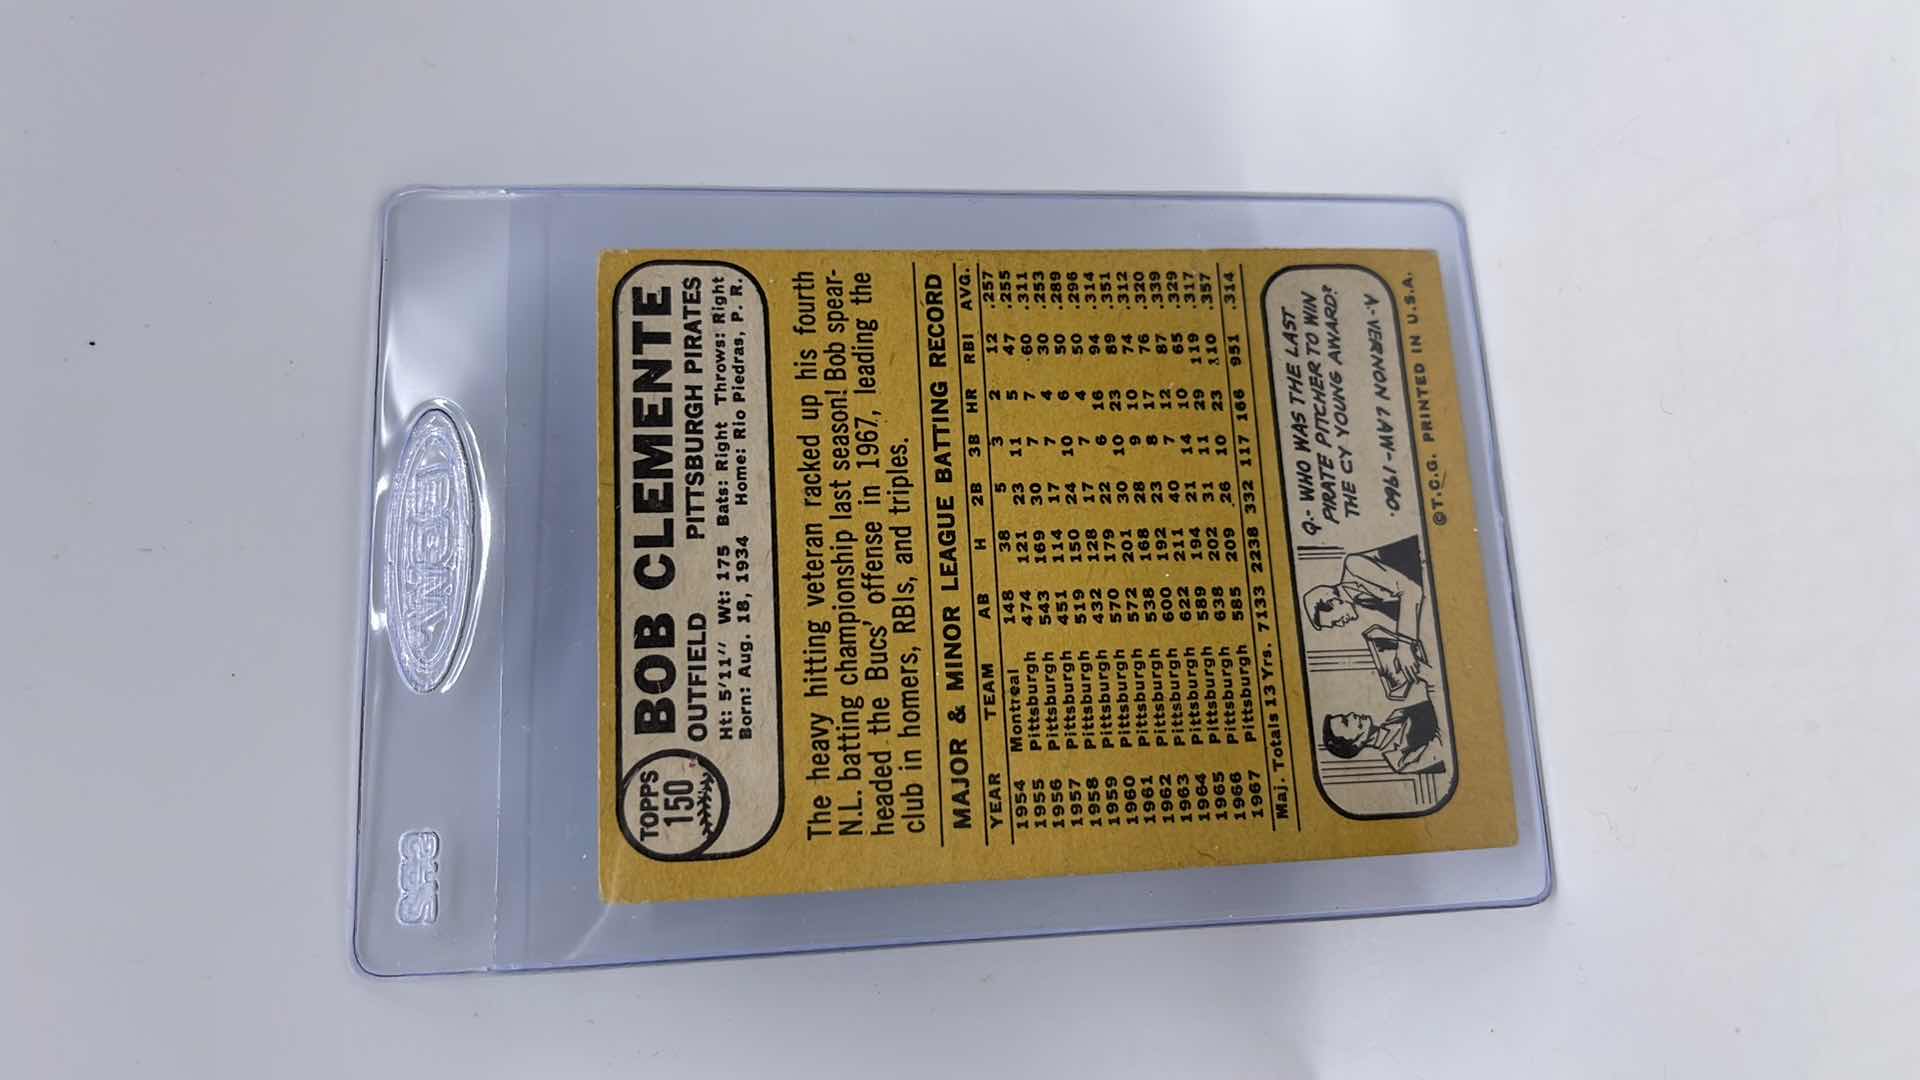 TOPPS
150
BOB CLEMENTE
OUTFIELD PITTSBURGH PIRATES
Ht: 5'11" Wt: 175 Bats: Right Throws: Right
Born: Aug. 18, 1934 Home: Rio Piedras, P. R.
The heavy hitting veteran racked up his fourth
N.L. batting championship last season! Bob spear-
headed the Bucs' offense in 1967, leading the
club in homers, RBIs, and triples.
MAJOR & MINOR LEAGUE BATTING RECORD
YEAR TEAM AB H 2B 3B HR RBI AVG.
1954 Montreal 148 38 5 3 2 12 .257
1955 Pittsburgh 474 121 23 11 5 47 .255
1956 Pittsburgh 543 169 30 7 7 60 .311
1957 Pittsburgh 451 114 17 7 4 30 .253
1958 Pittsburgh 519 150 24 10 6 50 .289
1959 Pittsburgh 432 128 17 7 4 50 .296
1960 Pittsburgh 570 179 22 6 16 94 .314
1961 Pittsburgh 572 201 30 10 23 89 .351
1962 Pittsburgh 538 168 28 9 10 74 .312
1963 Pittsburgh 600 192 23 8 17 76 .320
1964 Pittsburgh 622 211 40 7 12 87 .339
1965 Pittsburgh 589 194 21 14 10 65 .329
1966 Pittsburgh 638 202 31 11 29 119 .317
1967 Pittsburgh 585 209 26 10 23 110 .357
Maj. Totals 13 Yrs. 7133 2238 332 117 166 951 .314
Q.- WHO WAS THE LAST
PIRATE PITCHER TO WIN
THE CY YOUNG AWARD?
A.-VERNON LAW-1960.
©T.C.G. PRINTED IN U.S.A.